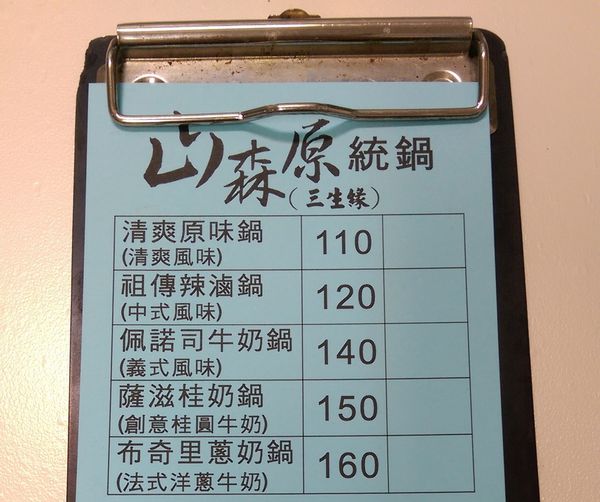 山森原統鍋
(三生緣)
清爽原味鍋 110
(清爽風味)
祖傳辣滷鍋 120
(中式風味)
佩諾司牛奶鍋 140
(義式風味)
薩滋桂奶鍋 150
(創意桂圓牛奶)
布奇里蔥奶鍋 160
(法式洋蔥牛奶)